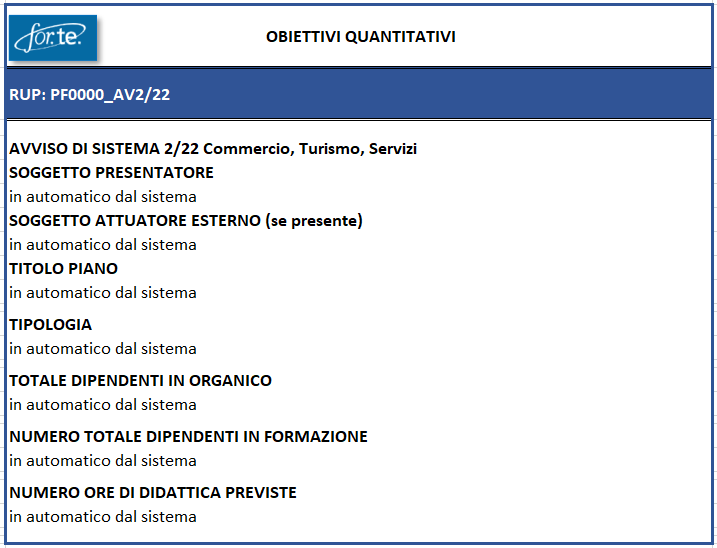 for.te.
OBIETTIVI QUANTITATIVI
RUP: PF0000_AV2/22
AVVISO DI SISTEMA 2/22 Commercio, Turismo, Servizi
SOGGETTO PRESENTATORE
in automatico dal sistema
SOGGETTO ATTUATORE ESTERNO (se presente)
in automatico dal sistema
TITOLO PIANO
in automatico dal sistema
TIPOLOGIA
in automatico dal sistema
TOTALE DIPENDENTI IN ORGANICO
in automatico dal sistema
NUMERO TOTALE DIPENDENTI IN FORMAZIONE
in automatico dal sistema
NUMERO ORE DI DIDATTICA PREVISTE
in automatico dal sistema